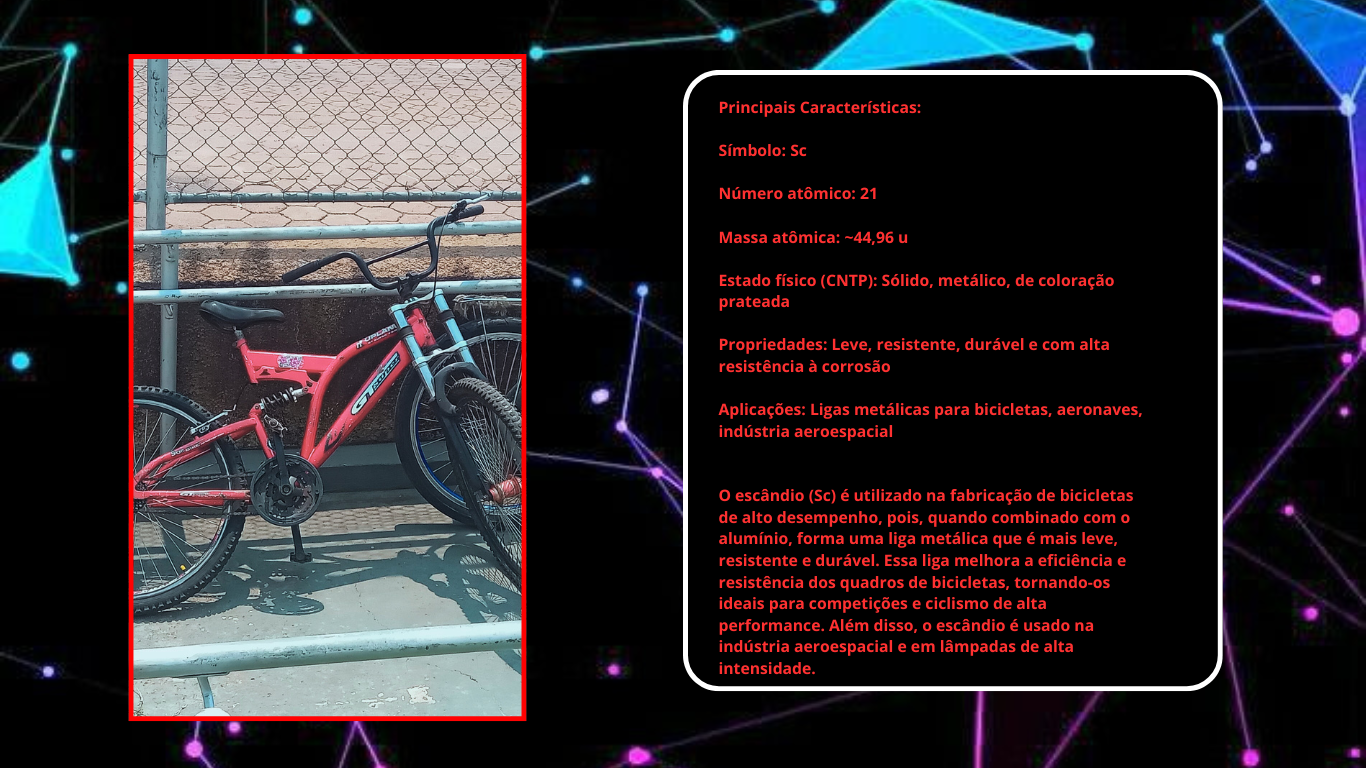 Principais Características:
Símbolo: Sc
Número atômico: 21
Massa atômica: ~44,96 u
Estado físico (CNTP): Sólido, metálico, de coloração
prateada
Propriedades: Leve, resistente, durável e com alta
resistência à corrosão
Aplicações: Ligas metálicas para bicicletas, aeronaves,
indústria aeroespacial
O escândio (Sc) é utilizado na fabricação de bicicletas
de alto desempenho, pois, quando combinado com o
alumínio, forma uma liga metálica que é mais leve,
resistente e durável. Essa liga melhora a eficiência e
resistência dos quadros de bicicletas, tornando-os
ideais para competições e ciclismo de alta
performance. Além disso, o escândio é usado na
indústria aeroespacial e em lâmpadas de alta
intensidade.